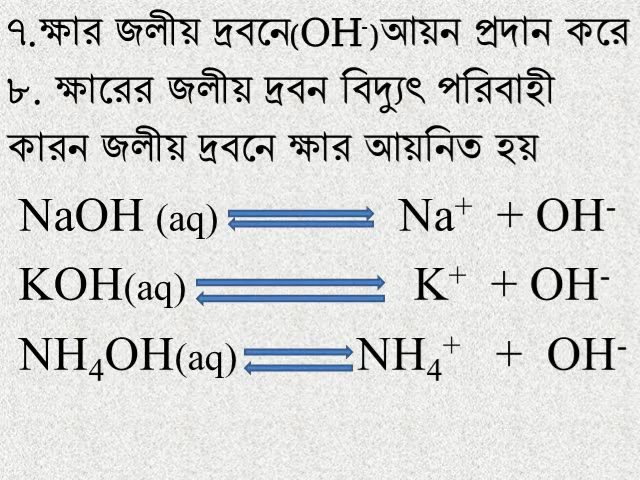 ৭.ক্ষার জলীয় দ্রবনে(OH⁻)আয়ন প্রদান করে
৮. ক্ষারের জলীয় দ্রবন বিদ্যুৎ পরিবাহী
কারন জলীয় দ্রবনে ক্ষার আয়নিত হয়
NaOH (aq) ⇌ Na⁺ + OH⁻
KOH(aq) ⇌ K⁺ + OH⁻
NH₄OH(aq) ⇌ NH₄⁺ + OH⁻